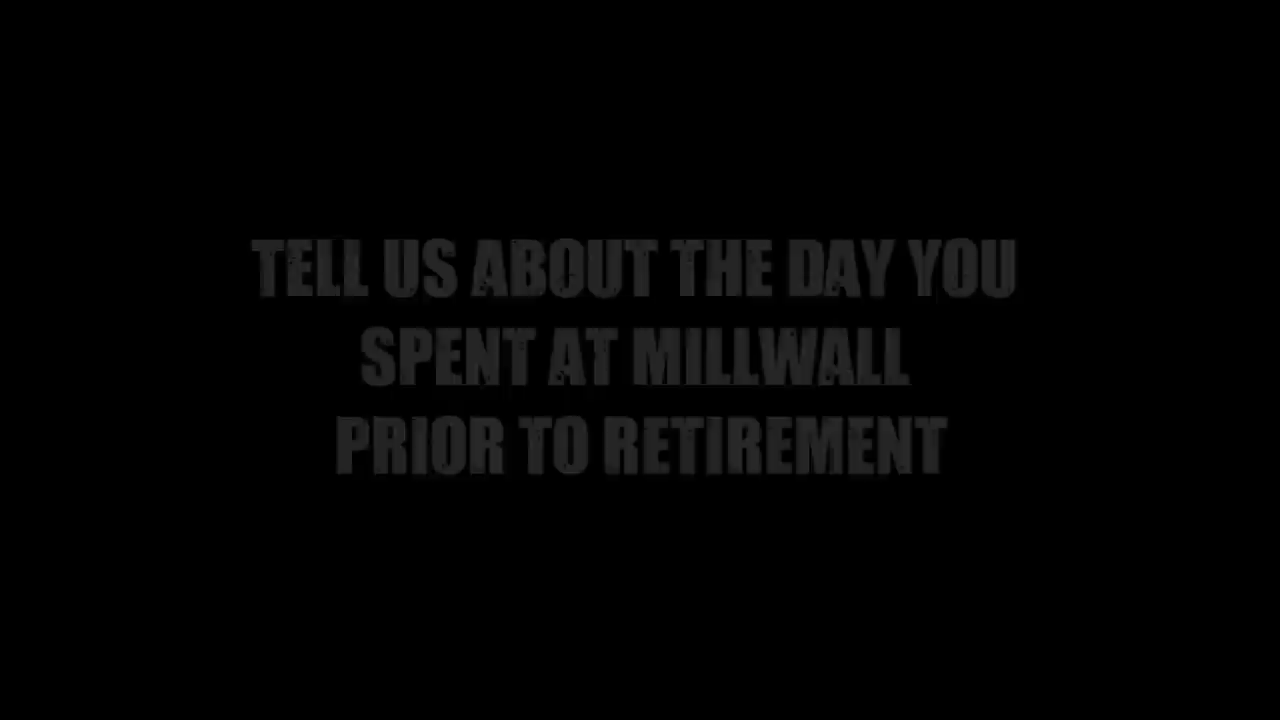 TELL US ABOUT THE DAY YOU
SPENT AT MILLWALL
PRIOR TO RETIREMENT